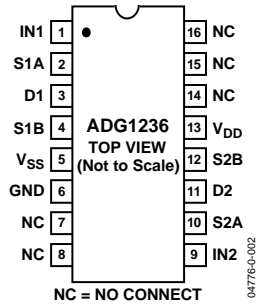 IN1 1 16 NC
S1A 2 15 NC
D1 3 14 NC
S1B 4 ADG1236 13 VDD
TOP VIEW
VSS 5 (Not to Scale) 12 S2B
GND 6 11 D2
NC 7 10 S2A
NC 8 9 IN2
NC = NO CONNECT
04776-0-002